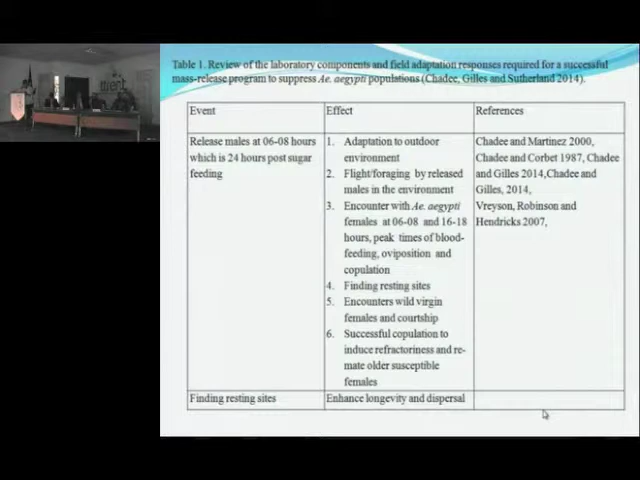 Table 1. Review of the laboratory components and field adaptation responses required for a successful
mass-release program to suppress Ae. aegypti populations (Chadee, Gilles and Sutherland 2014).
Event
Effect
References
Release males at 06-08 hours
which is 24 hours post sugar
feeding
1. Adaptation to outdoor
environment
2. Flight/foraging by released
males in the environment
3. Encounter with Ae. aegypti
females at 06-08 and 16-18
hours, peak times of blood-
feeding, oviposition and
copulation
4. Finding resting sites
5. Encounters wild virgin
females and courtship
6. Successful copulation to
induce refractoriness and re-
mate older susceptible
females
Chadee and Martinez 2000,
Chadee and Corbet 1987, Chadee
and Gilles 2014,Chadee and
Gilles, 2014,
Vreyson, Robinson and
Hendricks 2007,
Finding resting sites
Enhance longevity and dispersal